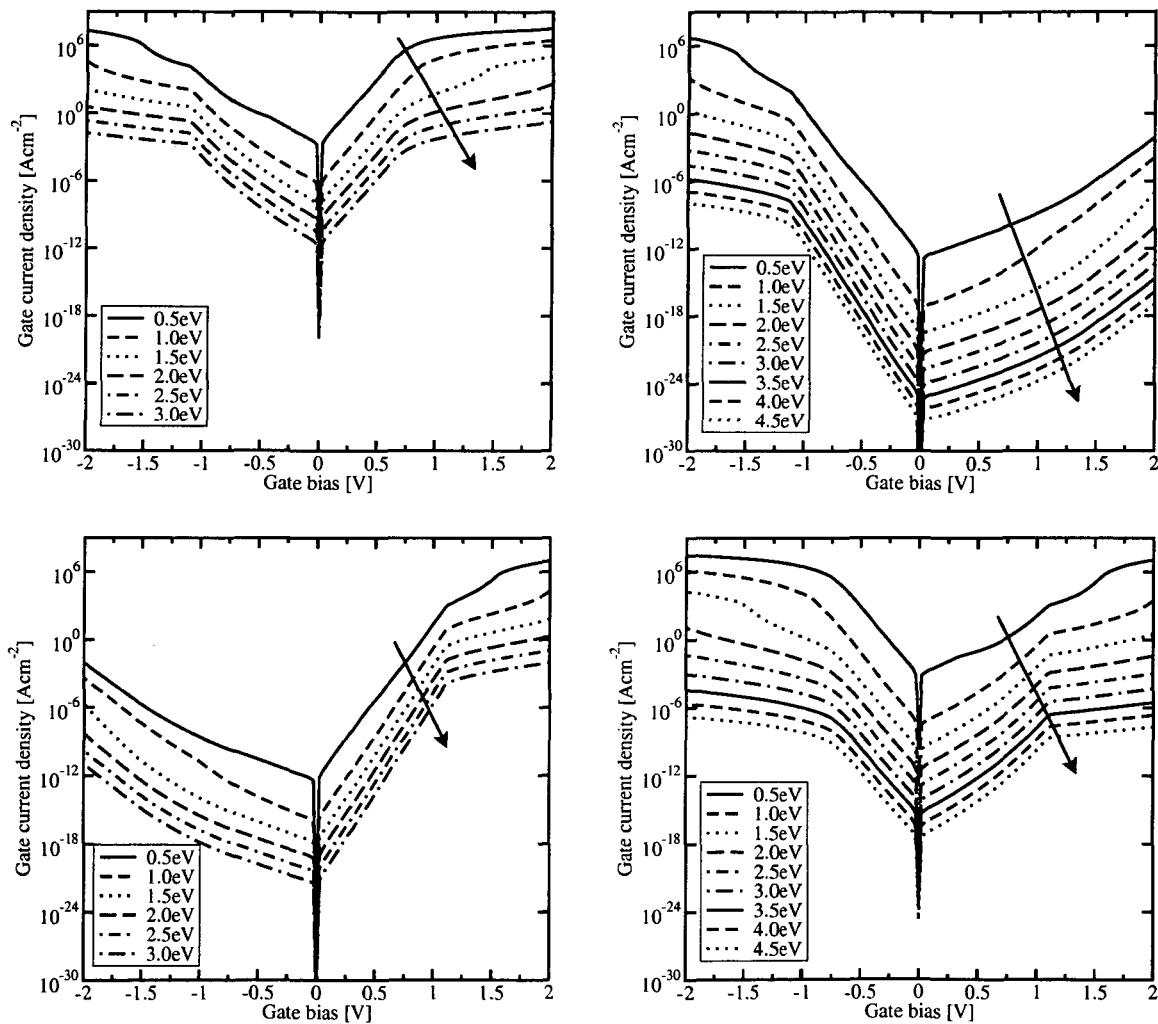 Gate current density [Acm-2]
10^6
10^0
10^-6
10^-12
10^-18
10^-24
10^-30
0.5eV
1.0eV
1.5eV
2.0eV
2.5eV
3.0eV
-2 -1.5 -1 -0.5 0 0.5 1 1.5 2
Gate bias [V]
Gate current density [Acm-2]
10^6
10^0
10^-6
10^-12
10^-18
10^-24
10^-30
0.5eV
1.0eV
1.5eV
2.0eV
2.5eV
3.0eV
3.5eV
4.0eV
4.5eV
-2 -1.5 -1 -0.5 0 0.5 1 1.5 2
Gate bias [V]
Gate current density [Acm-2]
10^6
10^0
10^-6
10^-12
10^-18
10^-24
10^-30
0.5eV
1.0eV
1.5eV
2.0eV
2.5eV
3.0eV
-2 -1.5 -1 -0.5 0 0.5 1 1.5 2
Gate bias [V]
Gate current density [Acm-2]
10^6
10^0
10^-6
10^-12
10^-18
10^-24
10^-30
0.5eV
1.0eV
1.5eV
2.0eV
2.5eV
3.0eV
3.5eV
4.0eV
4.5eV
-2 -1.5 -1 -0.5 0 0.5 1 1.5 2
Gate bias [V]